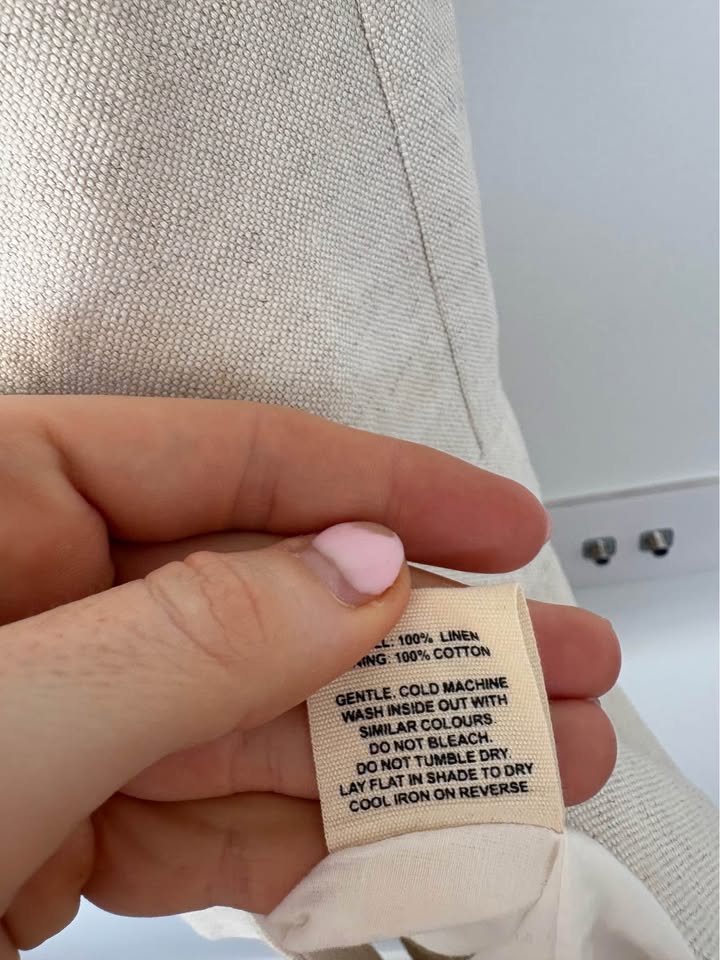 100% LINEN
100% COTTON
GENTLE, COLD MACHINE
WASH INSIDE OUT WITH
SIMILAR COLOURS
DO NOT BLEACH.
DO NOT TUMBLE DRY.
LAY FLAT IN SHADE TO DRY
COOL IRON ON REVERSE